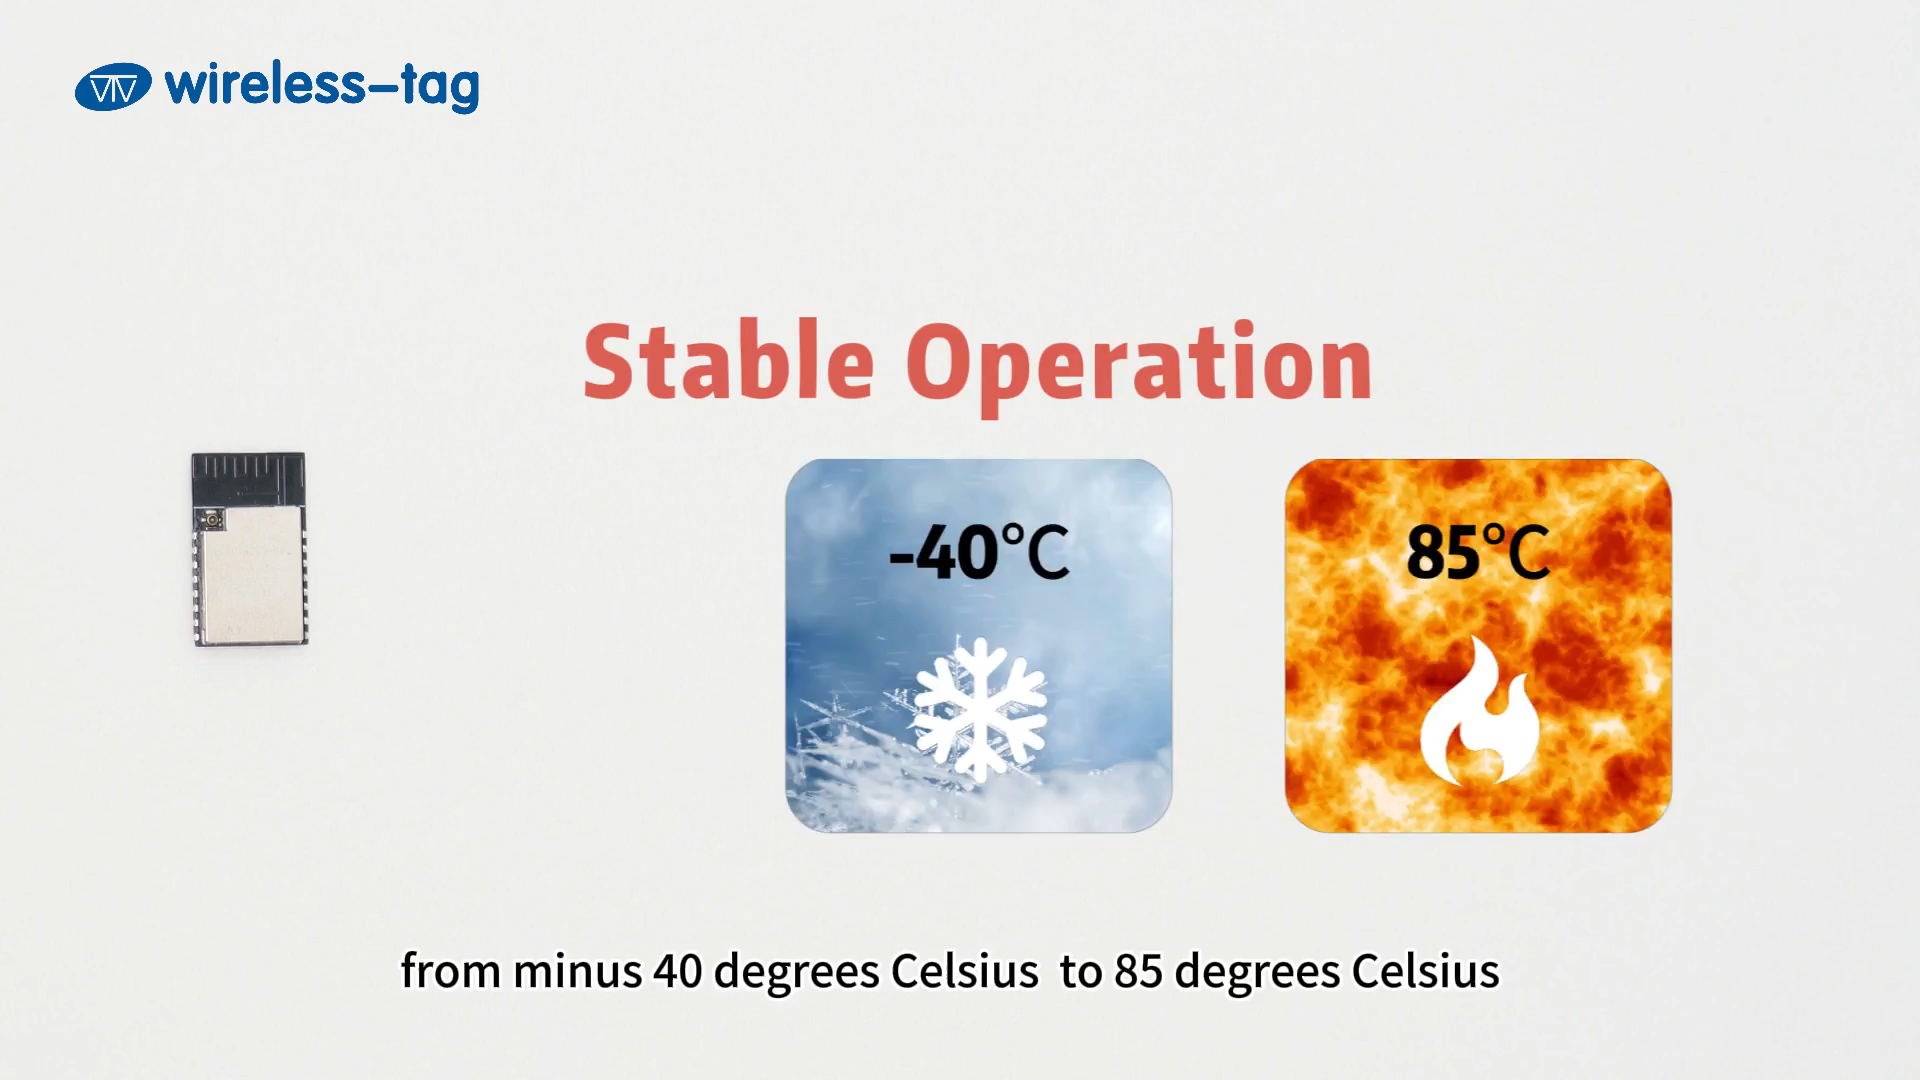 wireless-tag
Stable Operation
-40°C
85°C
from minus 40 degrees Celsius to 85 degrees Celsius